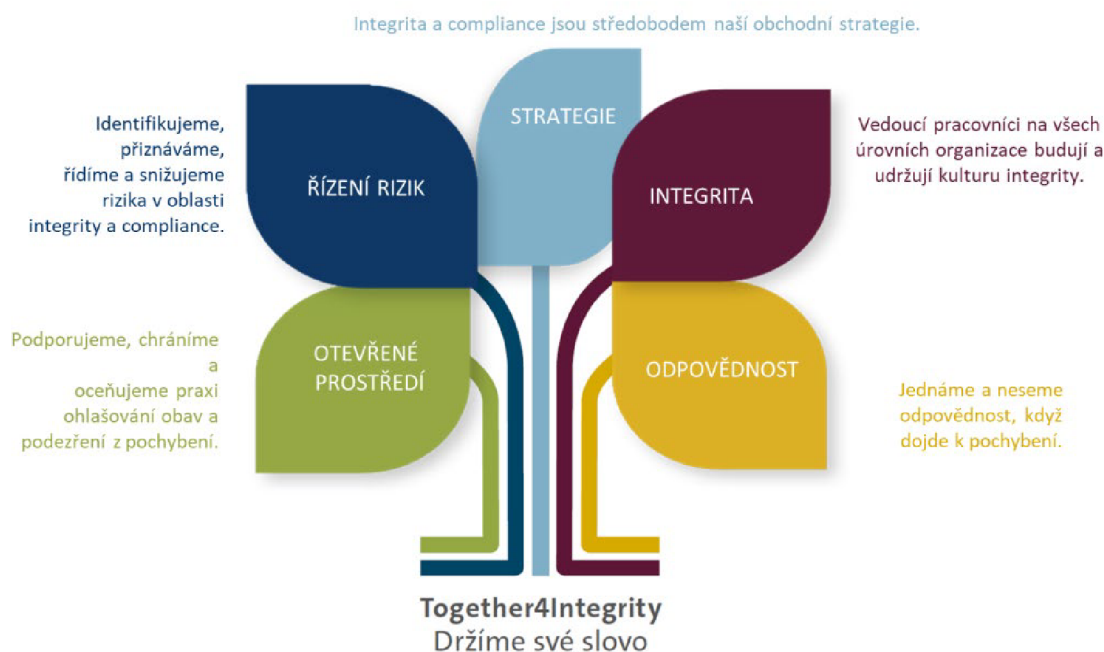 Integrita a compliance jsou středobodem naší obchodní strategie.
STRATEGIE
Identifikujeme,
přiznáváme,
řídíme a snižujeme
rizika v oblasti
integrity a compliance.
ŘÍZENÍ RIZIK
INTEGRITA
Vedoucí pracovníci na všech
úrovních organizace budují a
udržují kulturu integrity.
Podporujeme, chráníme
a
oceňujeme praxi
ohlašování obav a
podezření z pochybení.
OTEVŘENÉ
PROSTŘEDÍ
ODPOVĚDNOST
Jednáme a neseme
odpovědnost, když
dojde k pochybení.
Together4Integrity
Držíme své slovo